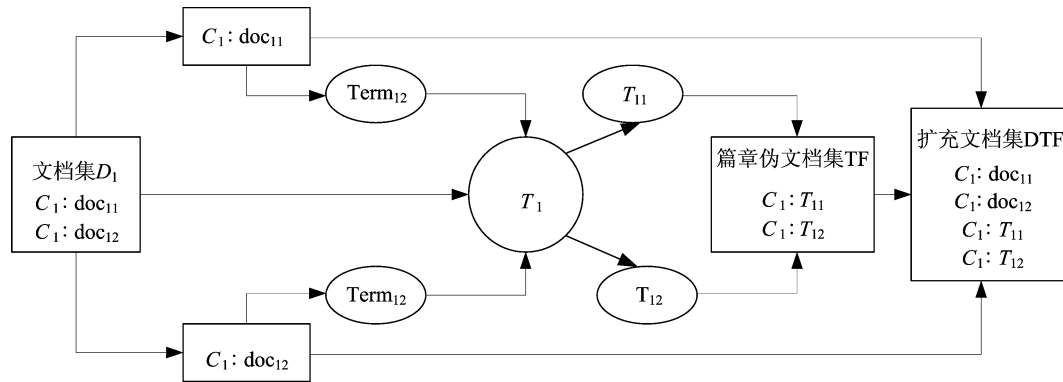 C₁: doc₁₁
Term₁₂
T₁₁
文档集D₁
C₁: doc₁₁
C₁: doc₁₂
T₁
篇章伪文档集TF
C₁: T₁₁
C₁: T₁₂
扩充文档集DTF
C₁: doc₁₁
C₁: doc₁₂
C₁: T₁₁
C₁: T₁₂
Term₁₂
T₁₂
C₁: doc₁₂